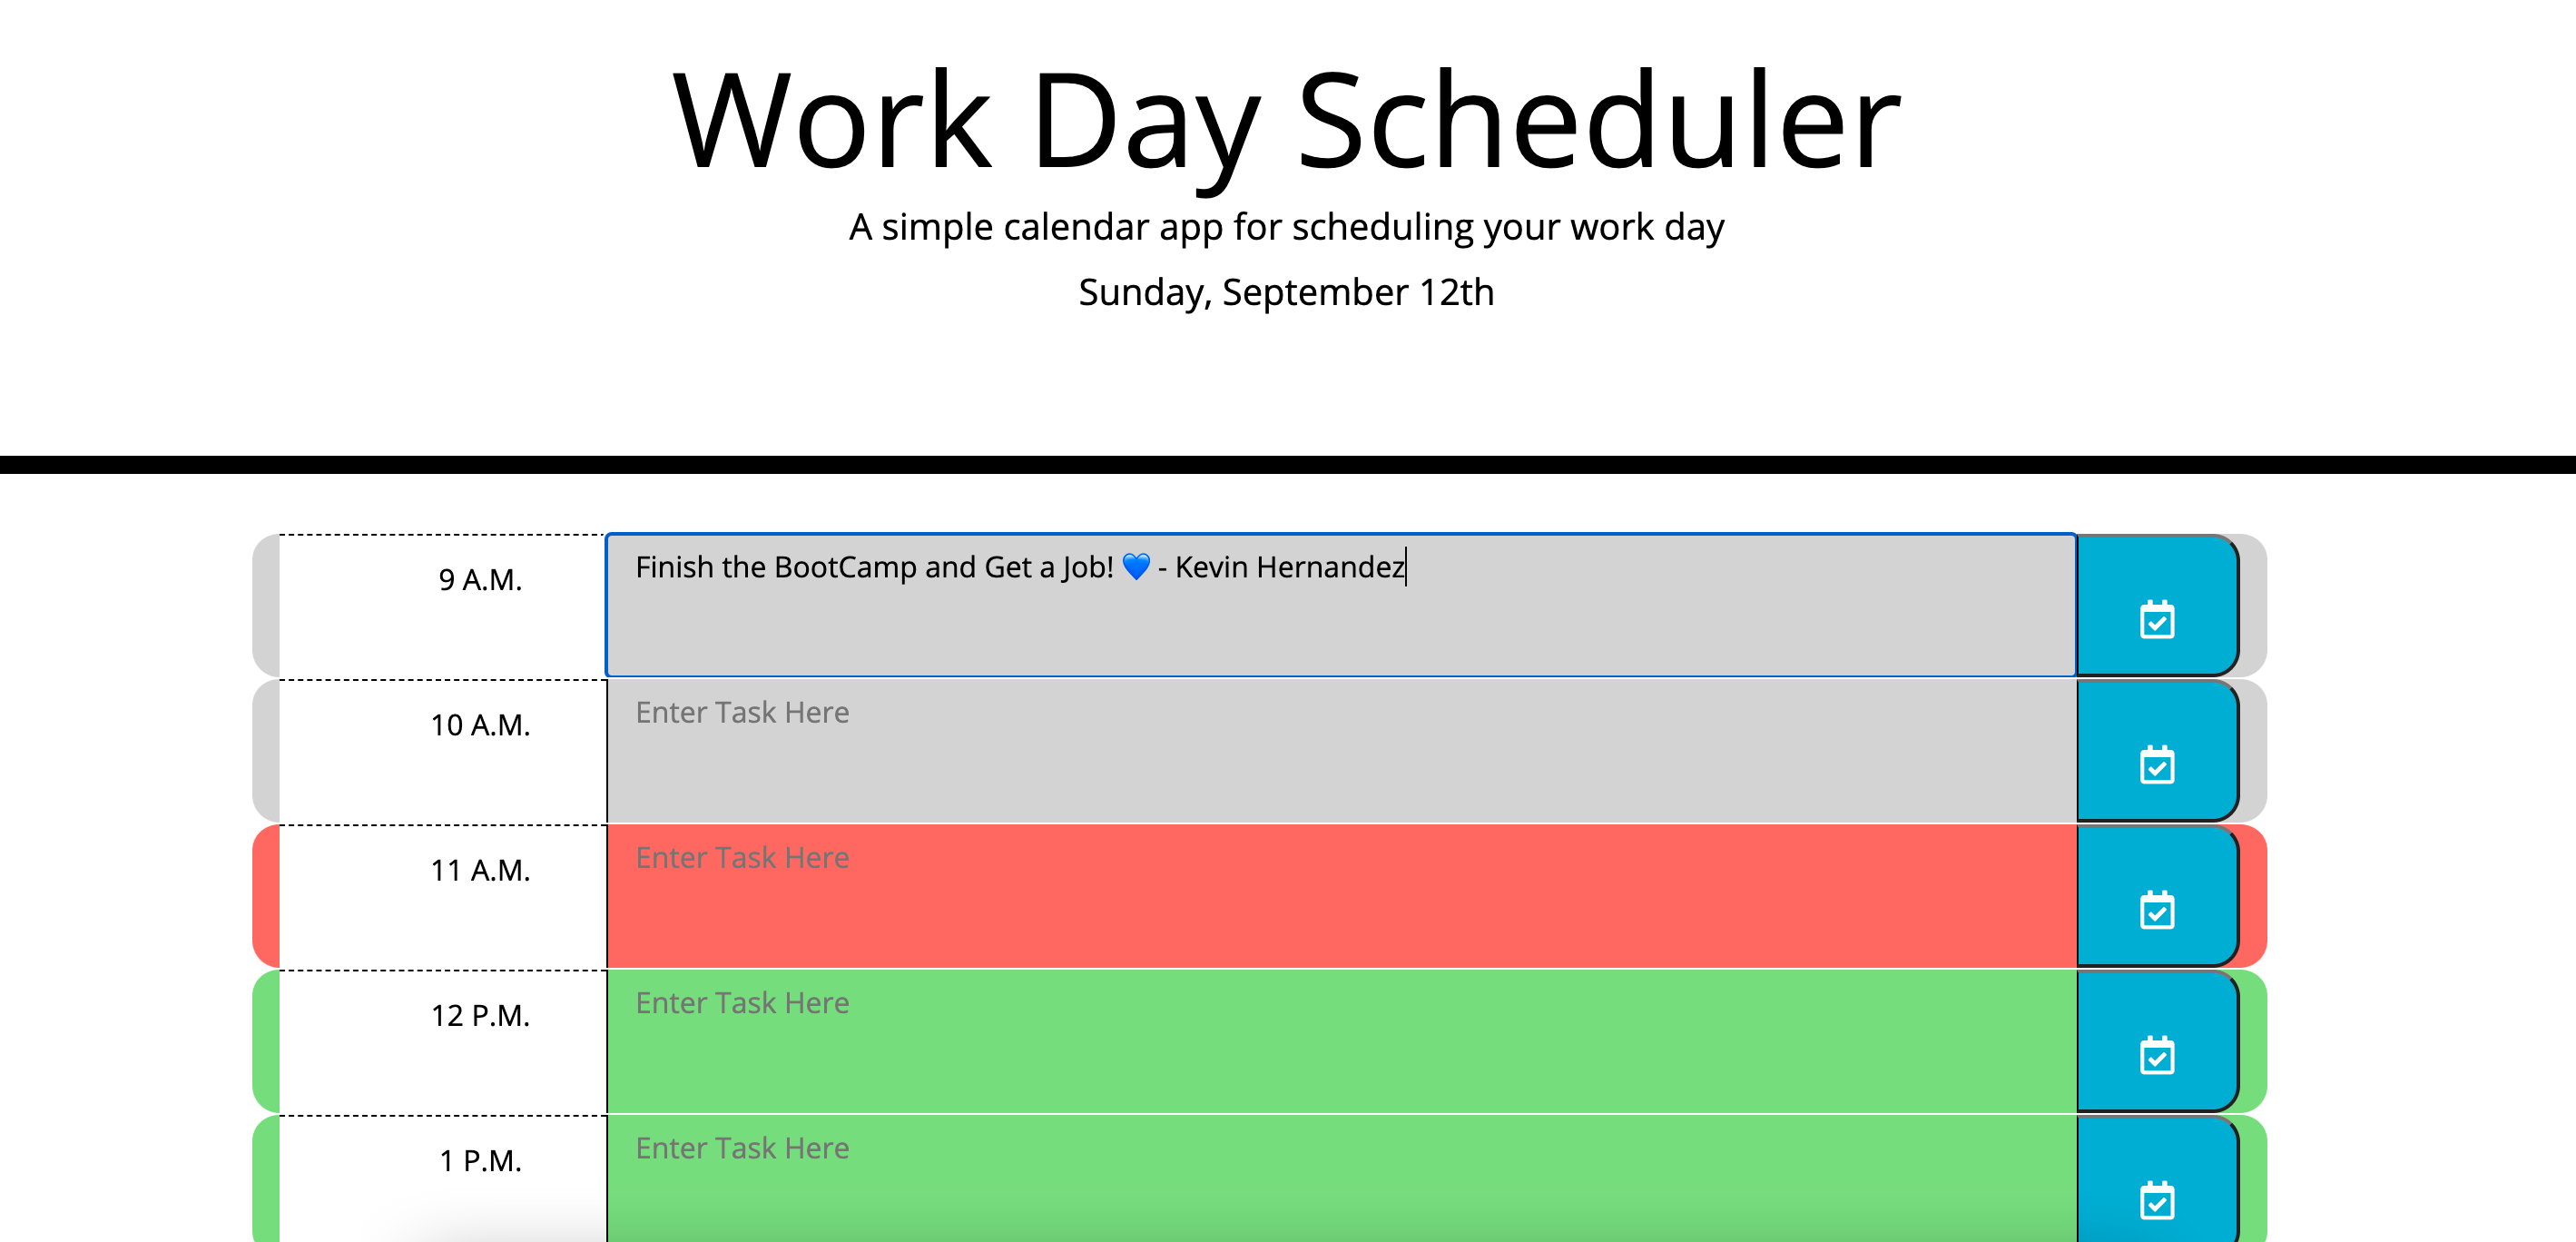 Work Day Scheduler
A simple calendar app for scheduling your work day
Sunday, September 12th
9 A.M.
Finish the BootCamp and Get a Job! 💙 - Kevin Hernandez
10 A.M.
Enter Task Here
11 A.M.
Enter Task Here
12 P.M.
Enter Task Here
1 P.M.
Enter Task Here